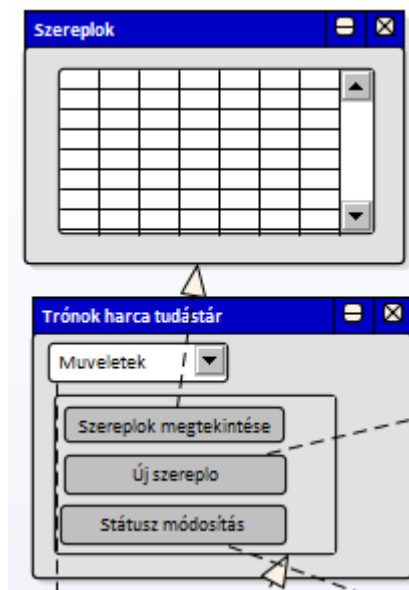 Szereplok
Trónok harca tudástár
Muveletek
Szereplok megtekintése
Új szereplo
Státusz módosítás